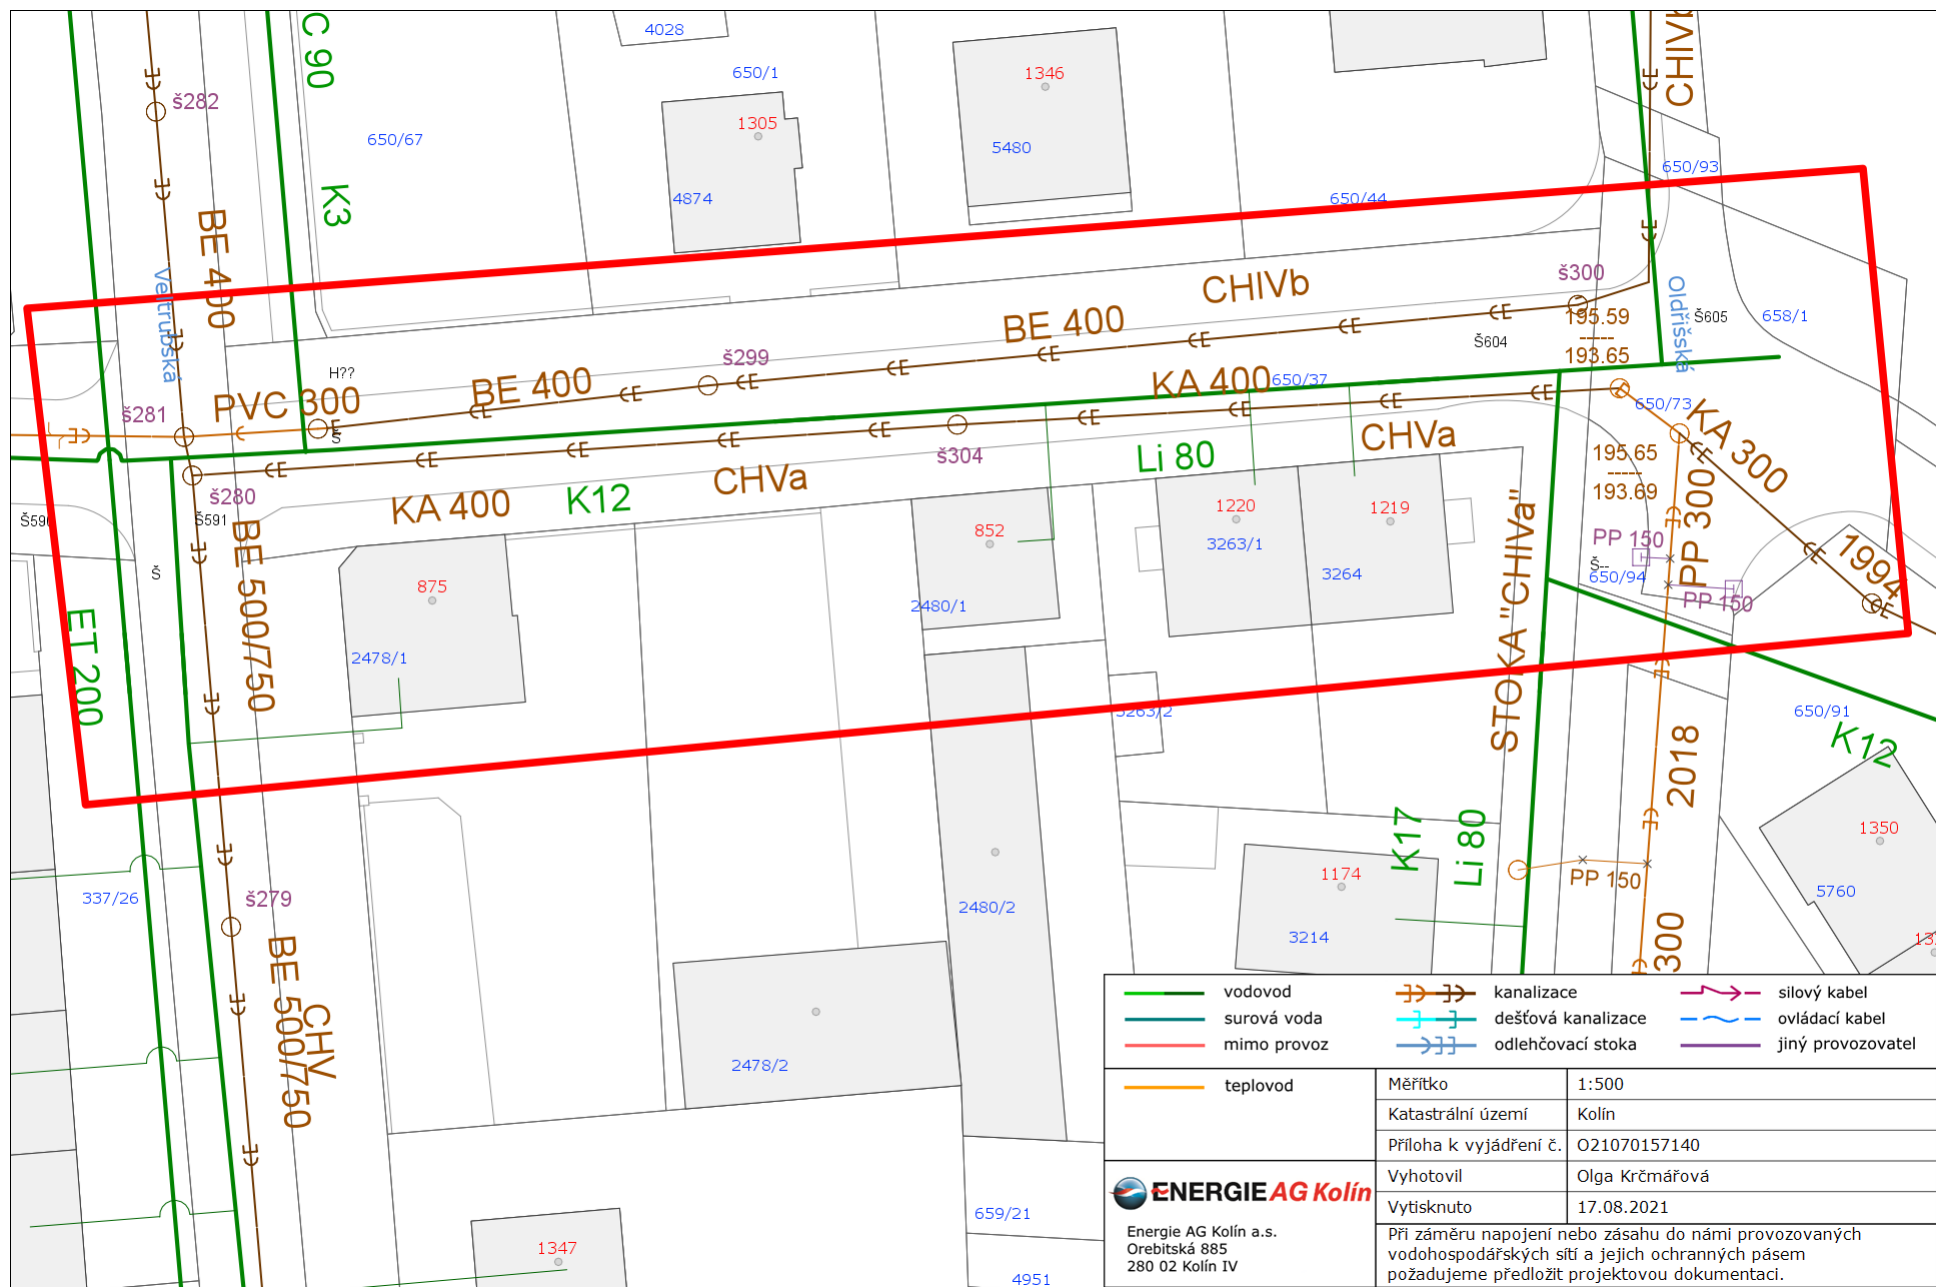 C 90
4028
CHIVb
650/1
1346
š282
1305
650/67
5480
650/93
K3
4874
650/44
BE 400
Veltrubská
CHIVb
š300
Oldřišská
BE 400
195.59
-----
193.65
Š605
658/1
Š604
š299
H??
BE 400
KA 400
650/37
PVC 300
š281
Š
650/73
KA 300
CHVa
š304
Li 80
195.65
-----
193.69
CHVa
K12
KA 400
š280
Š591
PP 300
STOKA "CHIVa"
1220
1219
852
PP 150
3263/1
3264
Š--
650/94
1994
BE 500/750
Š
875
2480/1
PP 150
ET 200
2478/1
3263/2
650/91
K12
2018
K17
Li 80
1350
1174
PP 150
337/26
š279
5760
2480/2
3214
300
BE 500/750
CHV
2478/2
659/21
1347
4951
vodovod
surová voda
mimo provoz
kanalizace
dešťová kanalizace
odlehčovací stoka
silový kabel
ovládací kabel
jiný provozovatel
teplovod
Měřítko 1:500
Katastrální území Kolín
Příloha k vyjádření č. O21070157140
Vyhotovil Olga Krčmářová
Vytisknuto 17.08.2021
ENERGIE AG Kolín
Energie AG Kolín a.s.
Orebitská 885
280 02 Kolín IV
Při záměru napojení nebo zásahu do námi provozovaných
vodohospodářských sítí a jejich ochranných pásem
požadujeme předložit projektovou dokumentaci.